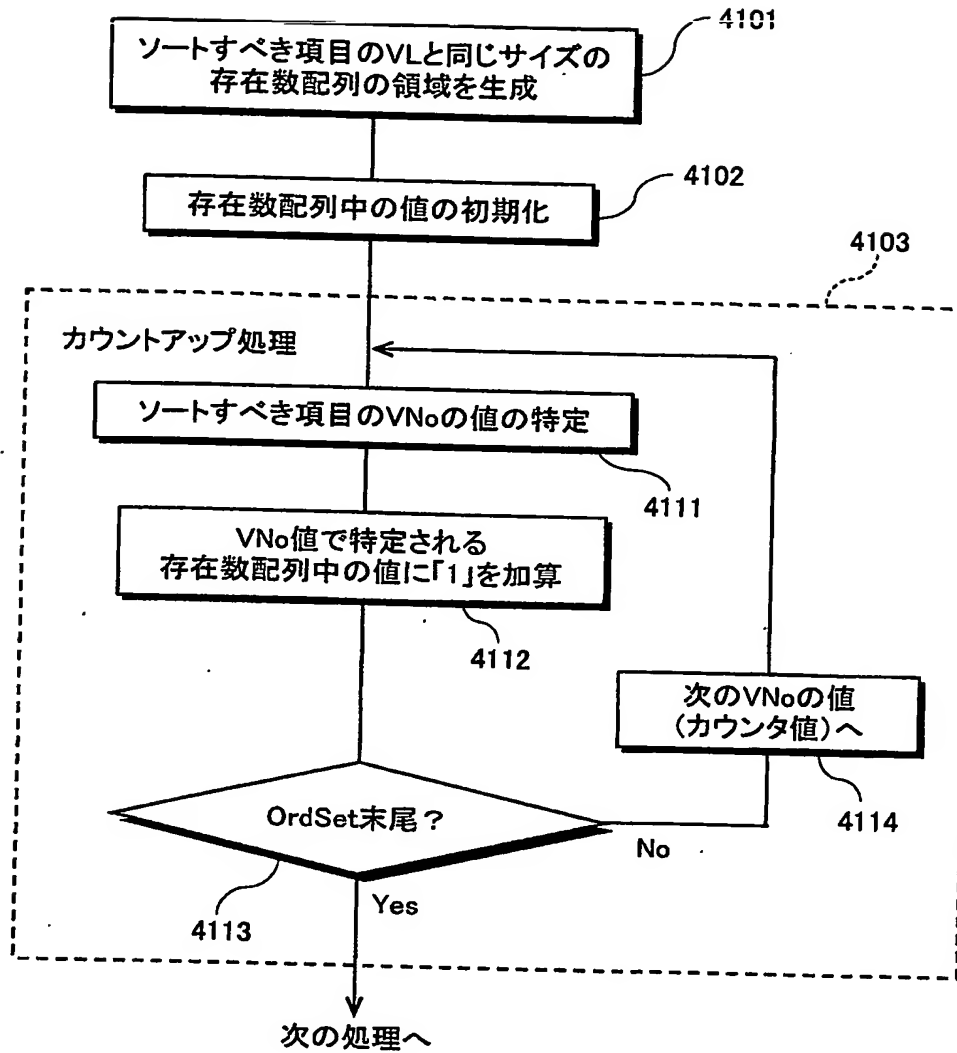 4101
ソートすべき項目のVLと同じサイズの
存在数配列の領域を生成
4102
存在数配列中の値の初期化
4103
カウントアップ処理
ソートすべき項目のVNoの値の特定
4111
VNo値で特定される
存在数配列中の値に「1」を加算
4112
次のVNoの値
(カウンタ値)へ
4114
OrdSet末尾?
No
Yes
4113
次の処理へ